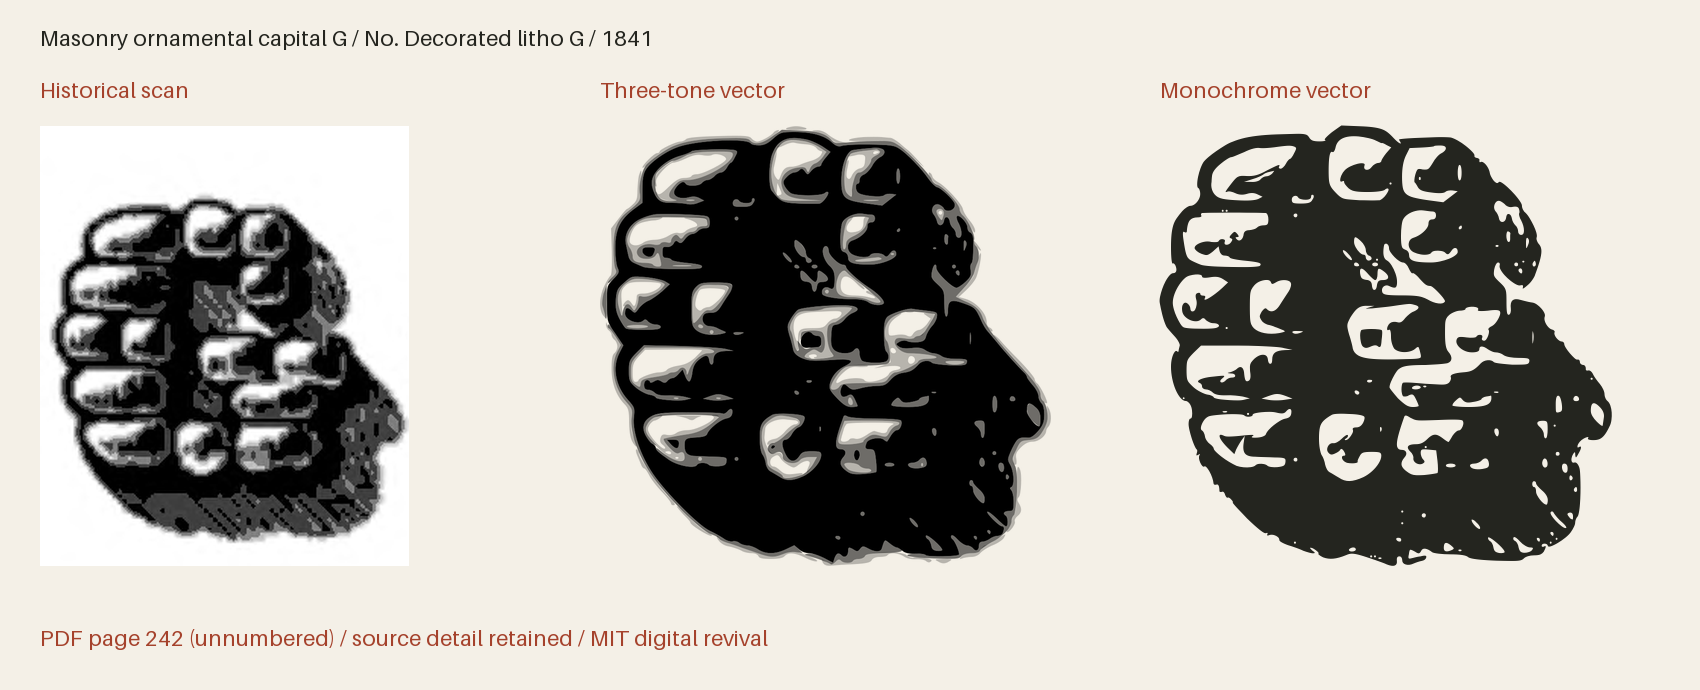 Masonry ornamental capital G / No. Decorated litho G / 1841
Historical scan
Three-tone vector
Monochrome vector
PDF page 242 (unnumbered) / source detail retained / MIT digital revival